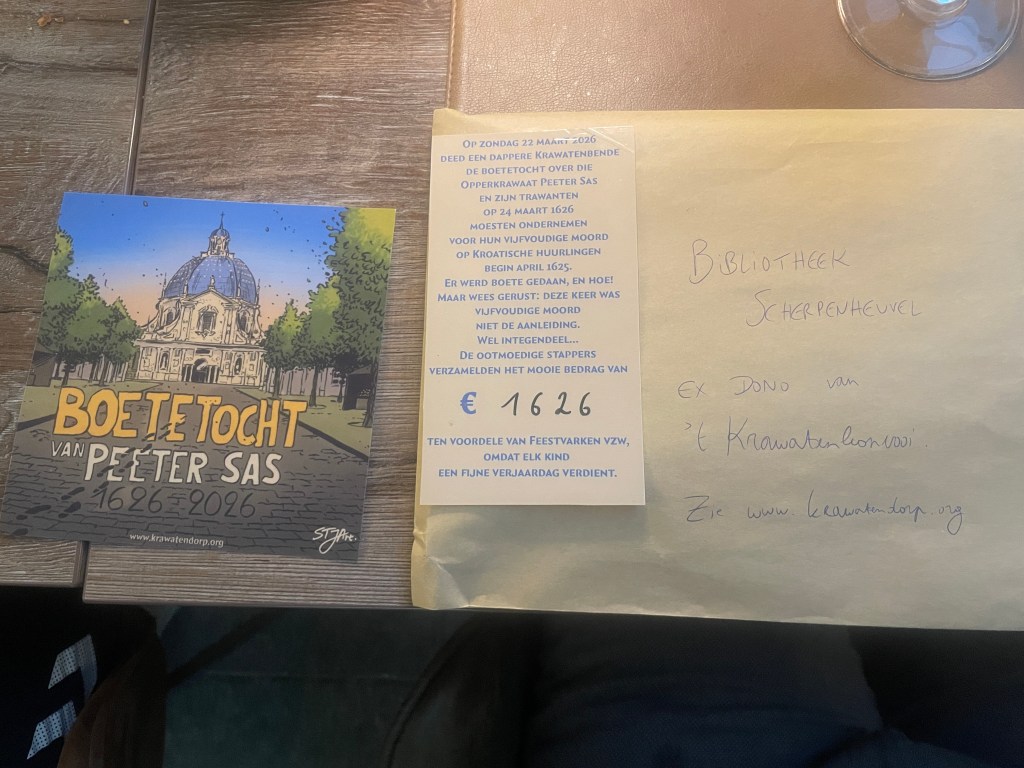 BOETETOCHT
VAN PEETER SAS
1626-2026
www.krawatendorp.org
STJArt.
Op zondag 22 maart 2026
deed een dappere Krawatenbende
de boetetocht over die
Opperkrawaat Peeter Sas
en zijn trawanten
op 24 maart 1626
moesten ondernemen
voor hun vijfvoudige moord
op Kroatische huurlingen
begin april 1625.
Er werd boete gedaan, en hoe!
Maar wees gerust: deze keer was
vijfvoudige moord
niet de aanleiding.
Wel integendeel...
De ootmoedige stappers
verzamelden het mooie bedrag van
€ 1626
ten voordele van Feestvarken vzw,
omdat elk kind
een fijne verjaardag verdient.
BIBLIOTHEEK
SCHERPENHEUVEL
EX DONO van
't Krawatenkonvooi.
Zie www.krawatendorp.org